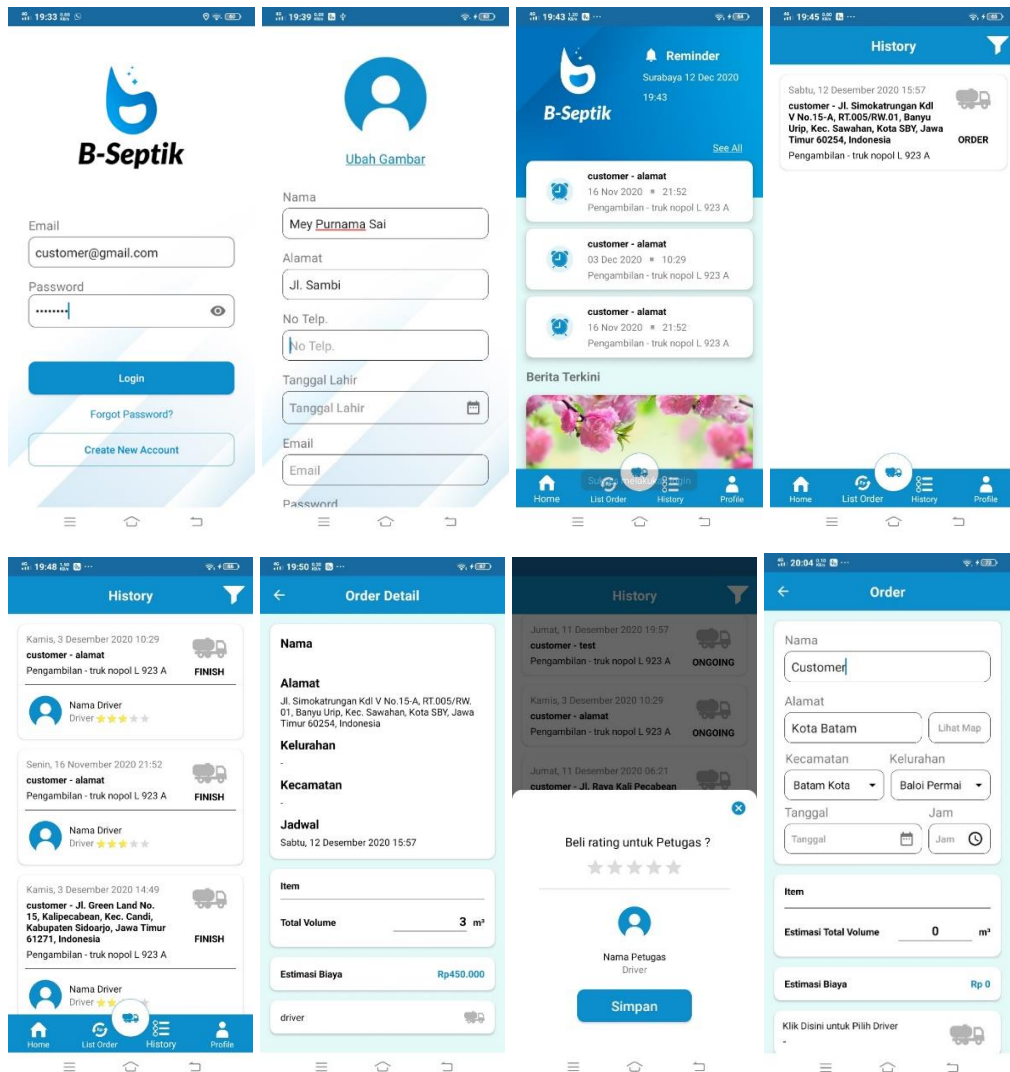 19:33
B-Septik
Email
customer@gmail.com
Password
Login
Forgot Password?
Create New Account
19:39
Ubah Gambar
Nama
Mey Purnama Sai
Alamat
Jl. Sambi
No Telp.
No Telp.
Tanggal Lahir
Tanggal Lahir
Email
Email
Password
19:43
B-Septik
Reminder
Surabaya 12 Dec 2020
19:43
See All
customer - alamat
16 Nov 2020 21:52
Pengambilan - truk nopol L 923 A
customer - alamat
03 Dec 2020 10:29
Pengambilan - truk nopol L 923 A
customer - alamat
16 Nov 2020 21:52
Pengambilan - truk nopol L 923 A
Berita Terkini
Home List Order History Profile
19:45
History
Sabtu, 12 Desember 2020 15:57
customer - Jl. Simokatrungan Kdl
V No.15-A, RT.005/RW.01, Banyu
Urip, Kec. Sawahan, Kota SBY, Jawa
Timur 60254, Indonesia
ORDER
Pengambilan - truk nopol L 923 A
Home List Order History Profile
19:48
History
Kamis, 3 Desember 2020 10:29
customer - alamat
Pengambilan - truk nopol L 923 A FINISH
Nama Driver
Driver
Senin, 16 November 2020 21:52
customer - alamat
Pengambilan - truk nopol L 923 A FINISH
Nama Driver
Driver
Kamis, 3 Desember 2020 14:49
customer - Jl. Green Land No.
15, Kalipecabean, Kec. Candi,
Kabupaten Sidoarjo, Jawa Timur
61271, Indonesia FINISH
Pengambilan - truk nopol L 923 A
Nama Driver
Driver
Home List Order History Profile
19:50
Order Detail
Nama
Alamat
Jl. Simokatrungan Kdl V No.15-A, RT.005/RW.
01, Banyu Urip, Kec. Sawahan, Kota SBY, Jawa
Timur 60254, Indonesia
Kelurahan
-
Kecamatan
-
Jadwal
Sabtu, 12 Desember 2020 15:57
Item
Total Volume 3 m³
Estimasi Biaya Rp450.000
driver
History
Jumat, 11 Desember 2020 19:57
customer - test
Pengambilan - truk nopol L 923 A ONGOING
Kamis, 3 Desember 2020 10:29
customer - alamat
Pengambilan - truk nopol L 923 A ONGOING
Jumat, 11 Desember 2020 06:21
customer - Jl. Raya Kali Pecabean
Beli rating untuk Petugas ?
Nama Petugas
Driver
Simpan
20:04
Order
Nama
Customer
Alamat
Kota Batam Lihat Map
Kecamatan Kelurahan
Batam Kota Baloi Permai
Tanggal Jam
Tanggal Jam
Item
Estimasi Total Volume 0 m³
Estimasi Biaya Rp 0
Klik Disini untuk Pilih Driver
-